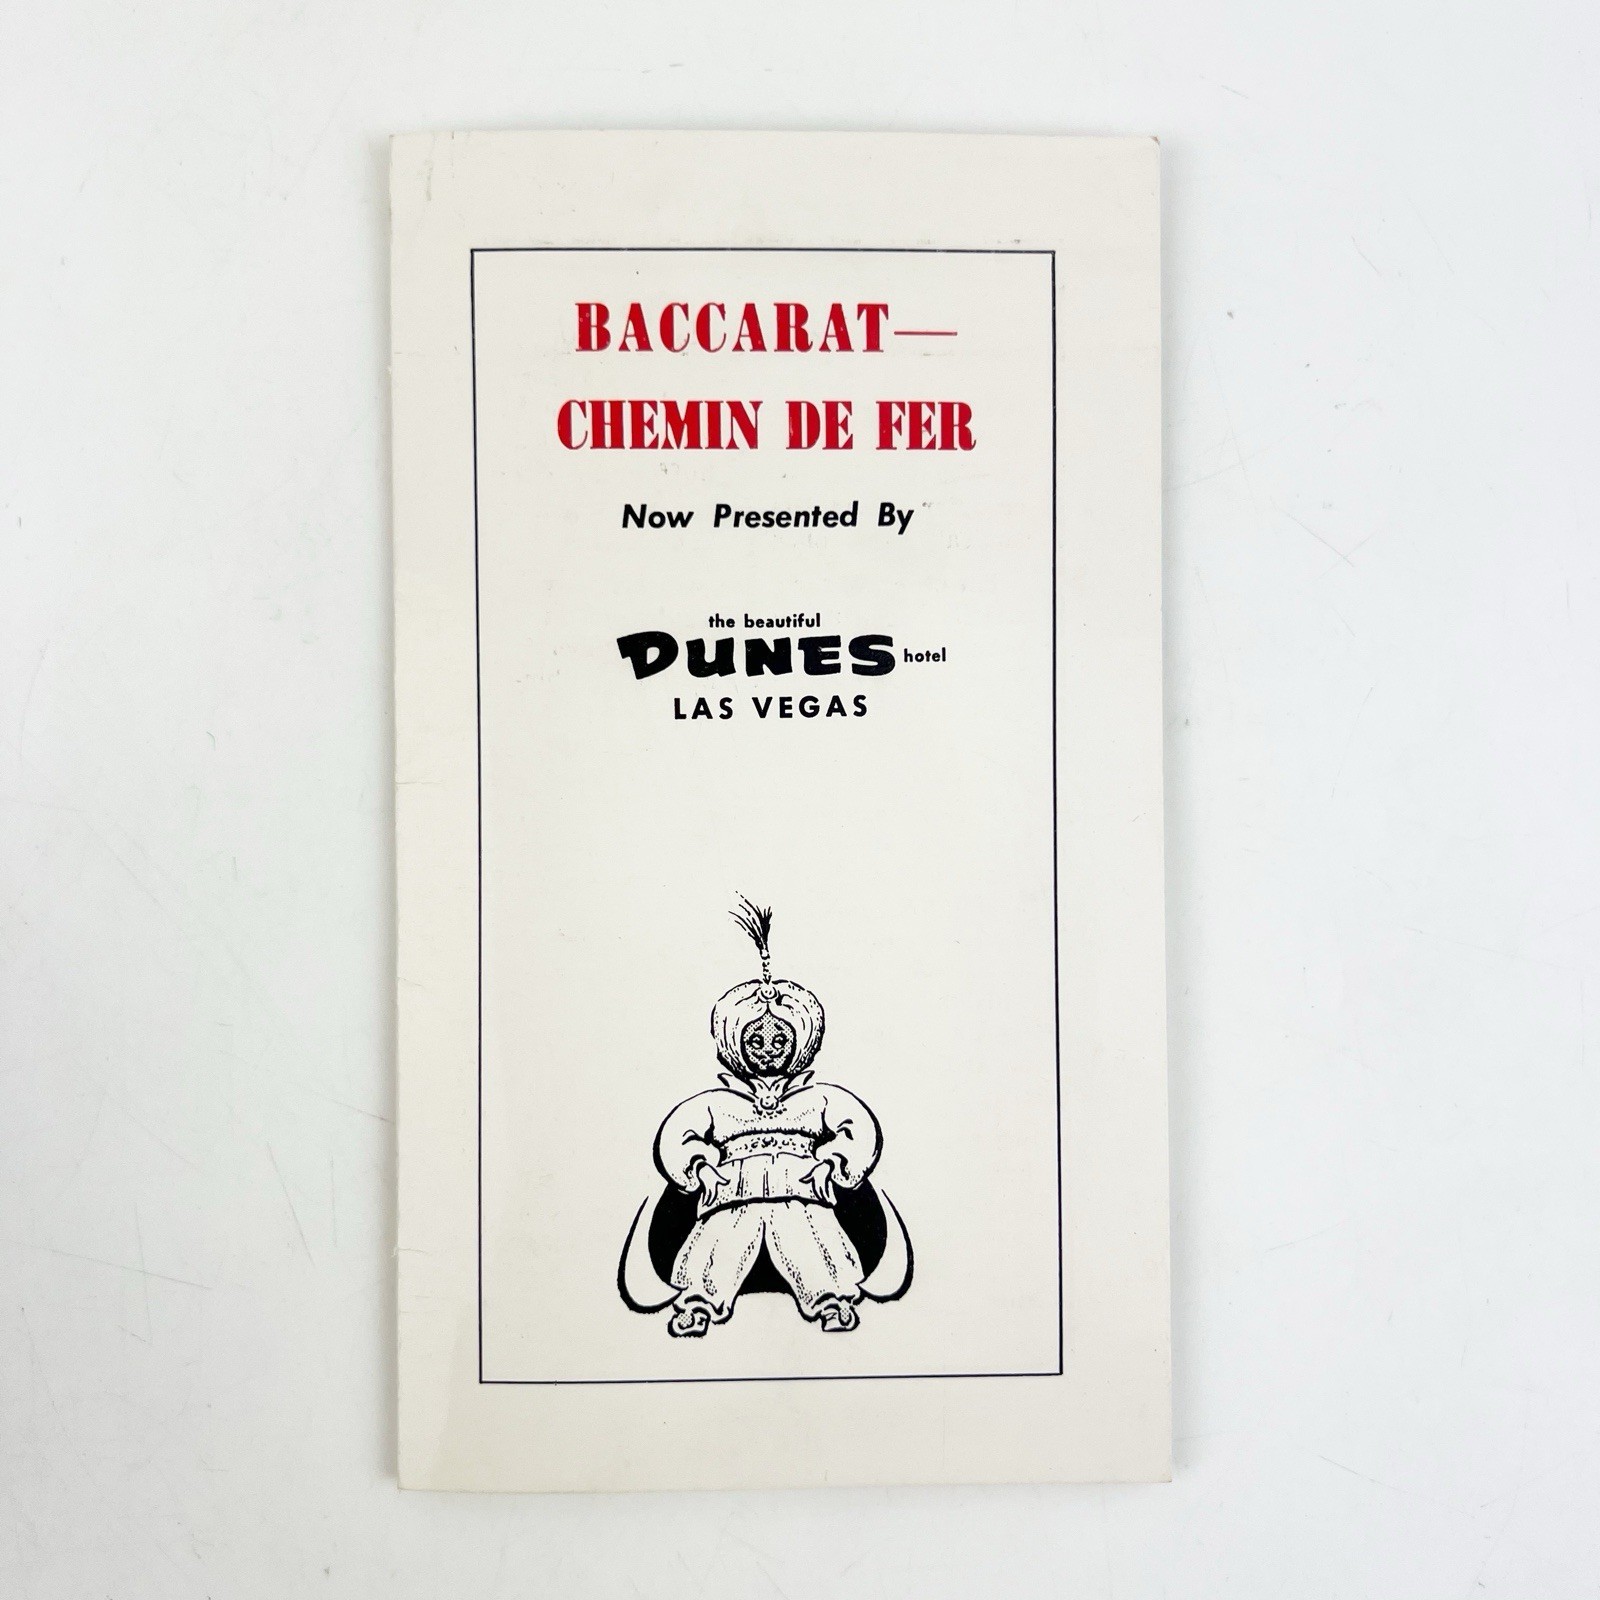 BACCARAT—
CHEMIN DE FER
Now Presented By
the beautiful
DUNES hotel
LAS VEGAS